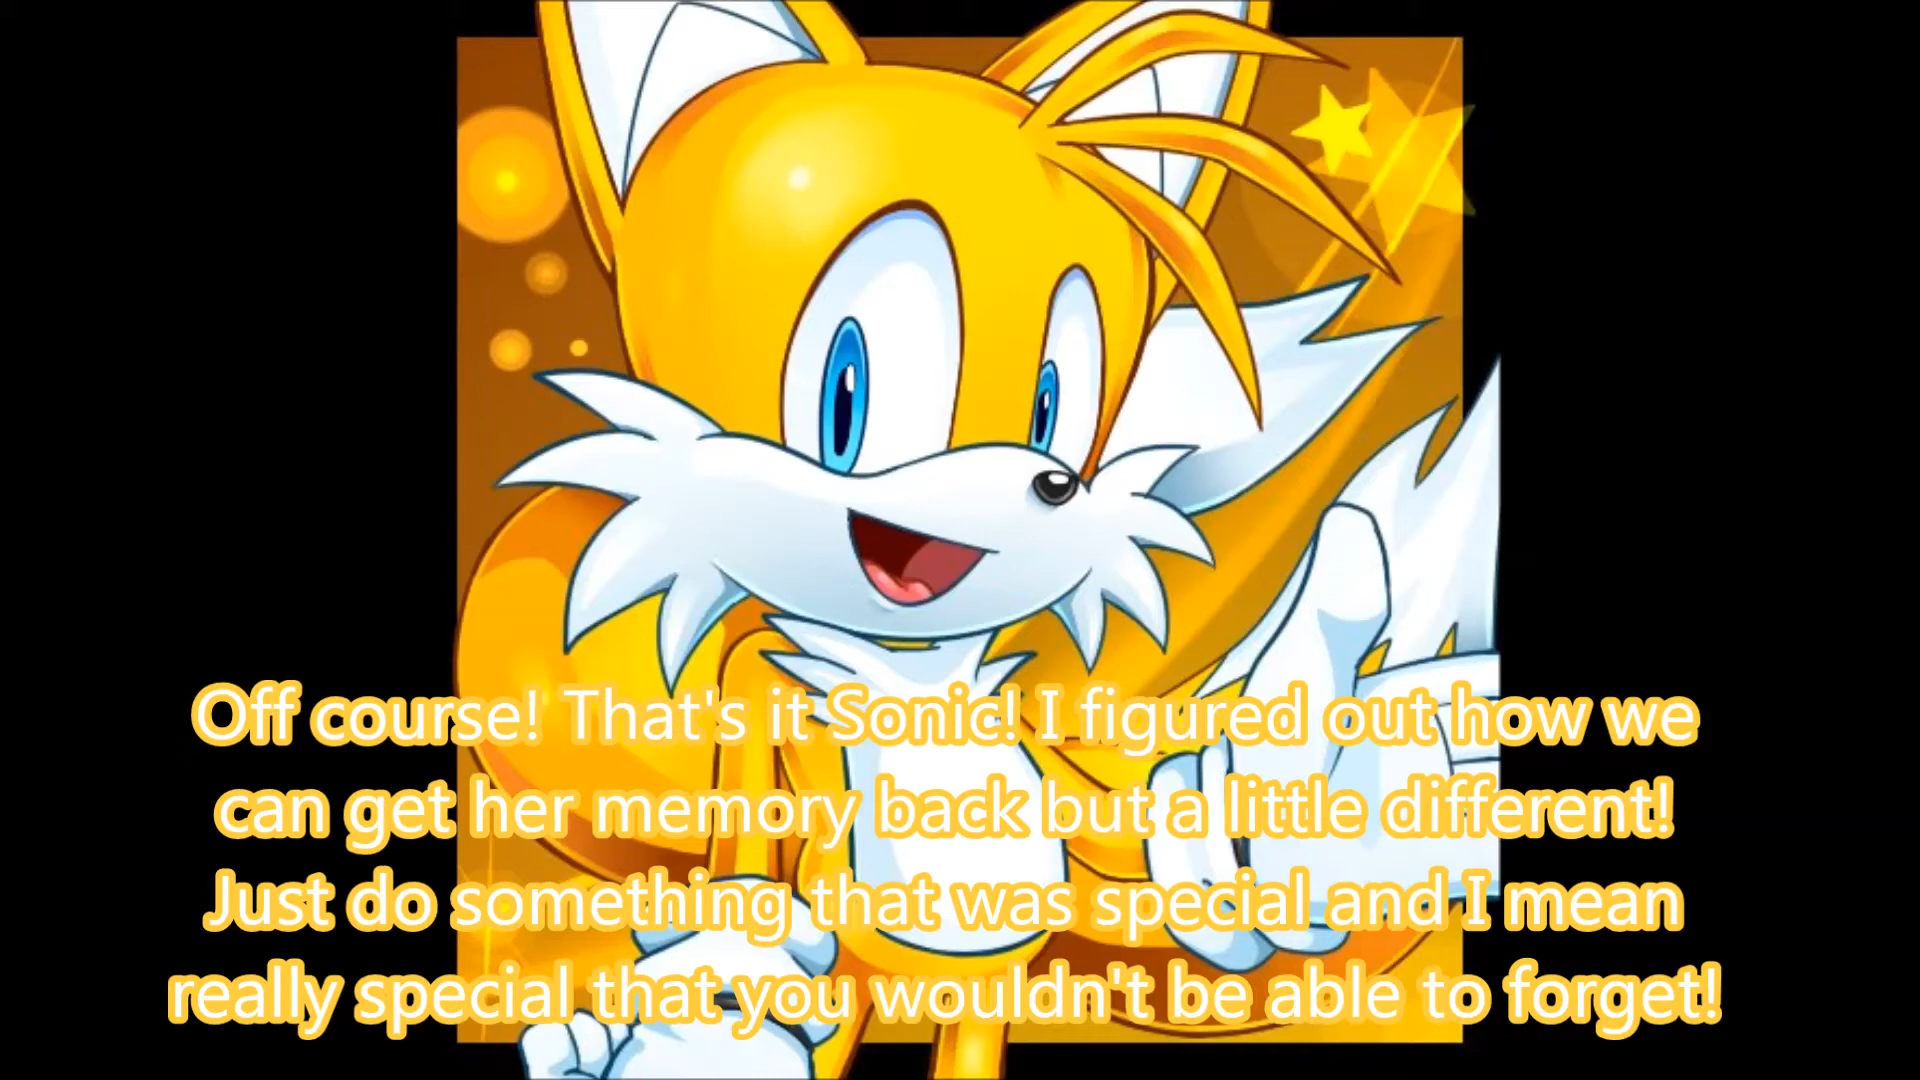 Off course! That's it Sonic! I figured out how we
can get her memory back but a little different!
Just do something that was special and I mean
really special that you wouldn't be able to forget!